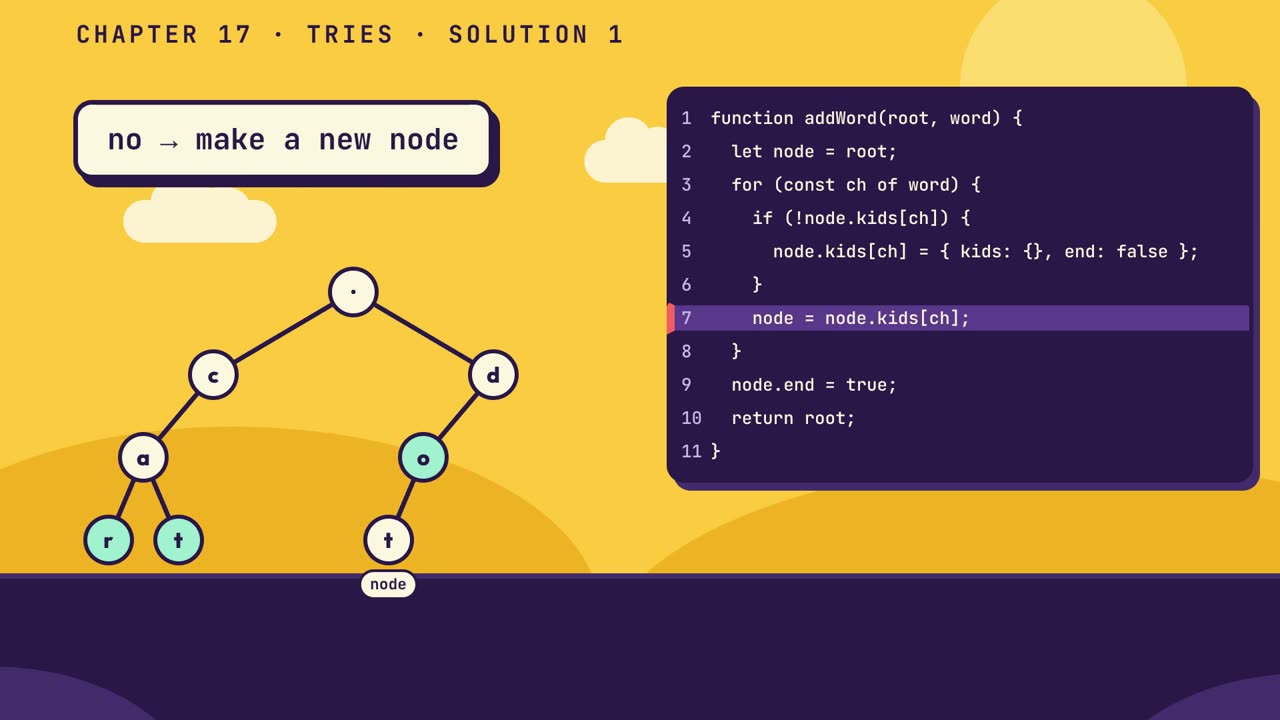 CHAPTER 17 · TRIES · SOLUTION 1
no → make a new node
·
c
d
a
o
r
t
t
node
1 function addWord(root, word) {
2   let node = root;
3   for (const ch of word) {
4     if (!node.kids[ch]) {
5       node.kids[ch] = { kids: {}, end: false };
6     }
7     node = node.kids[ch];
8   }
9   node.end = true;
10   return root;
11 }